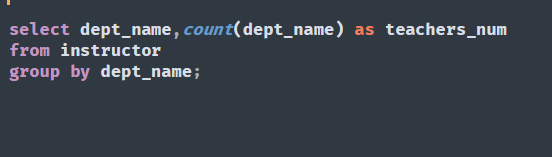 select dept_name,count(dept_name) as teachers_num
from instructor
group by dept_name;